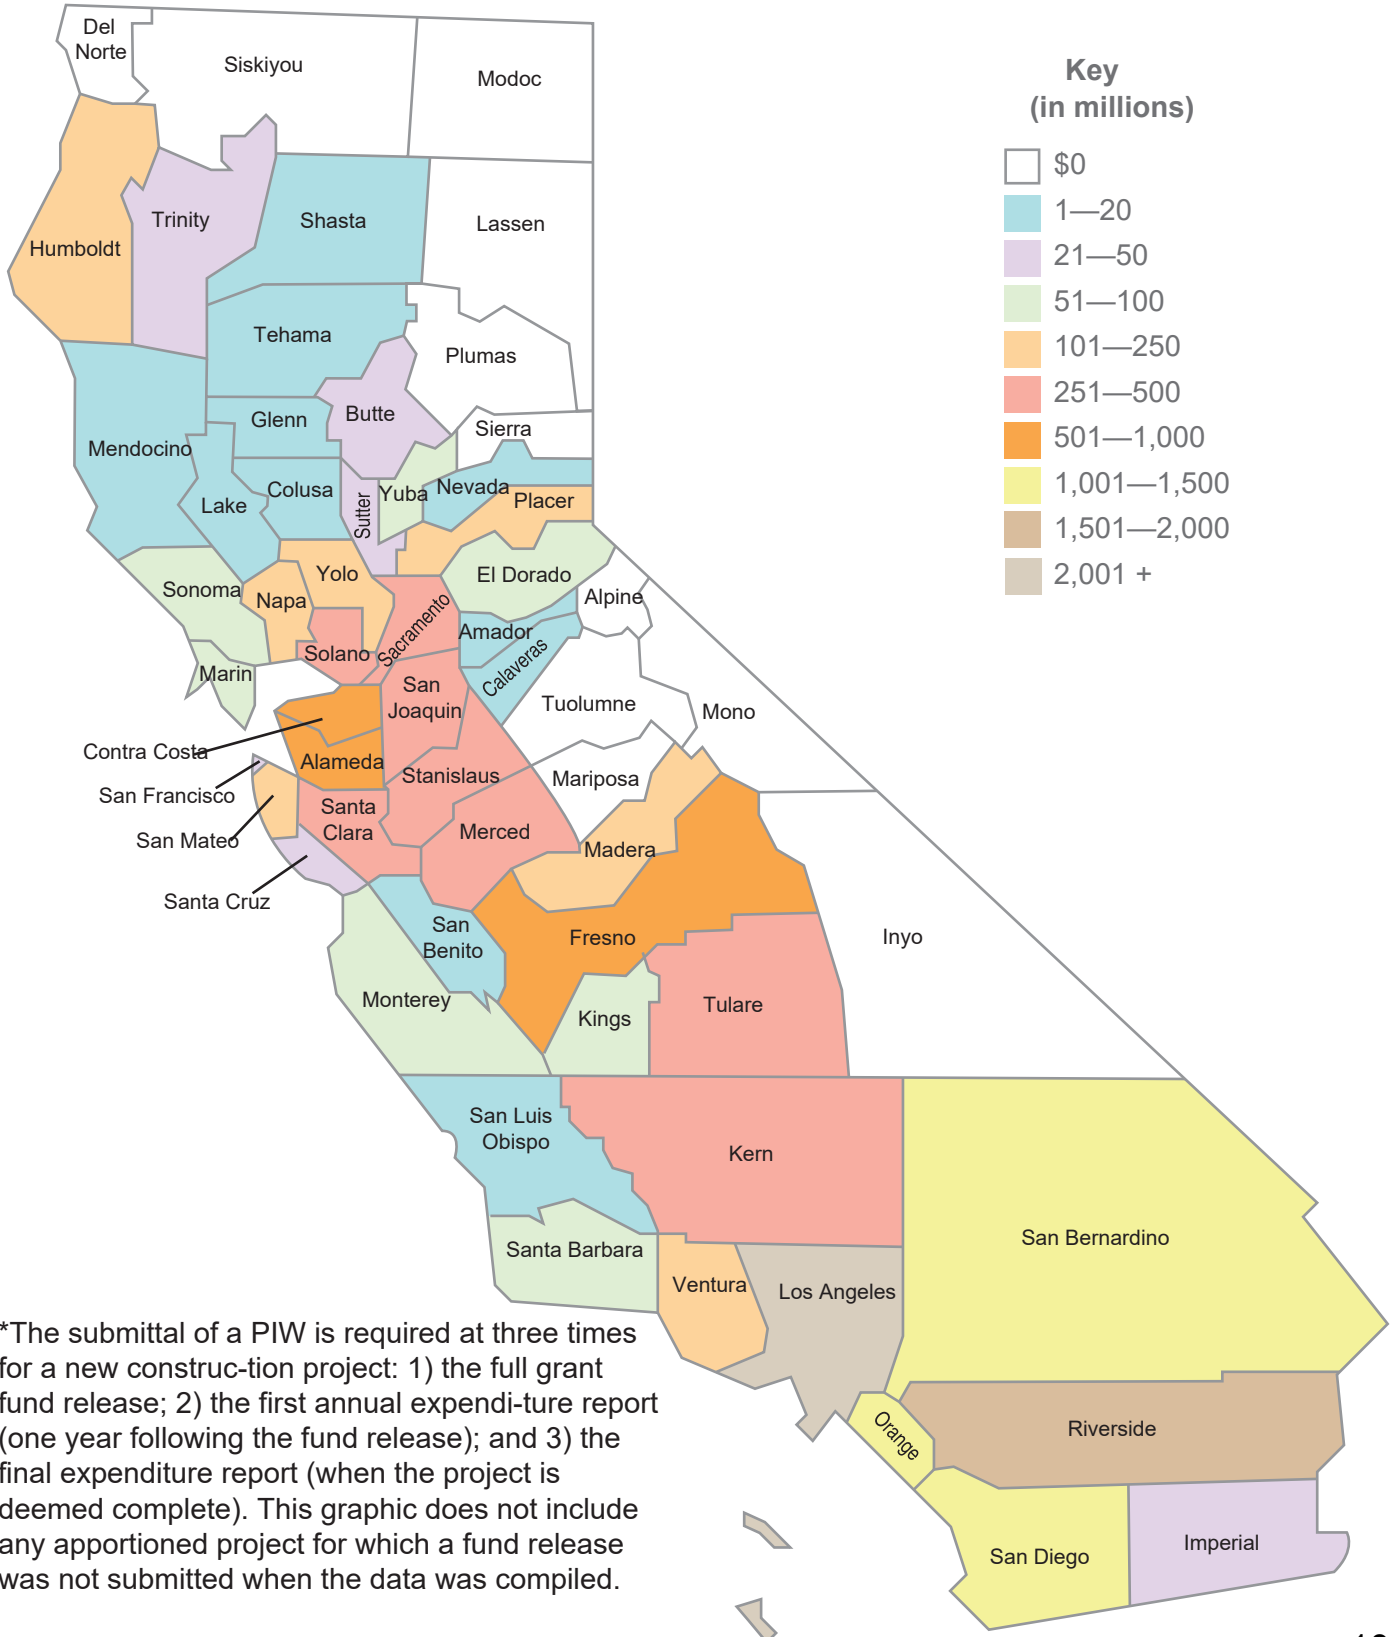 Del
Norte
Siskiyou
Modoc
Key
(in millions)
$0
1—20
21—50
51—100
101—250
251—500
501—1,000
1,001—1,500
1,501—2,000
2,001 +
Humboldt
Trinity
Shasta
Lassen
Tehama
Plumas
Mendocino
Glenn
Butte
Sierra
Lake
Colusa
Sutter
Yuba
Nevada
Placer
Sonoma
Napa
Yolo
El Dorado
Alpine
Marin
Solano
Sacramento
Amador
Calaveras
San
Joaquin
Tuolumne
Mono
Contra Costa
Alameda
Stanislaus
Mariposa
San Francisco
San Mateo
Santa
Clara
Merced
Madera
Santa Cruz
San
Benito
Fresno
Inyo
Monterey
Kings
Tulare
San Luis
Obispo
Kern
San Bernardino
Santa Barbara
Ventura
Los Angeles
Orange
Riverside
San Diego
Imperial
*The submittal of a PIW is required at three times
for a new construc-tion project: 1) the full grant
fund release; 2) the first annual expendi-ture report
(one year following the fund release); and 3) the
final expenditure report (when the project is
deemed complete). This graphic does not include
any apportioned project for which a fund release
was not submitted when the data was compiled.